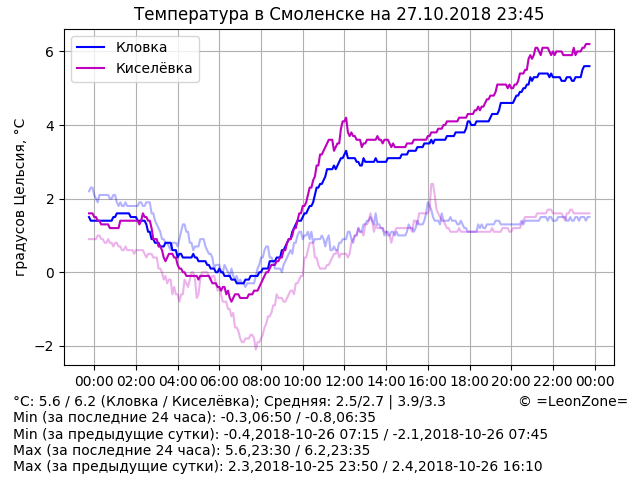 Температура в Смоленске на 27.10.2018 23:45
Кловка
Киселёвка
градусов Цельсия, °C
6
4
2
0
−2
00:00 02:00 04:00 06:00 08:00 10:00 12:00 14:00 16:00 18:00 20:00 22:00 00:00
°C: 5.6 / 6.2 (Кловка / Киселёвка); Средняя: 2.5/2.7 | 3.9/3.3 © =LeonZone=
Min (за последние 24 часа): -0.3,06:50 / -0.8,06:35
Min (за предыдущие сутки): -0.4,2018-10-26 07:15 / -2.1,2018-10-26 07:45
Max (за последние 24 часа): 5.6,23:30 / 6.2,23:35
Max (за предыдущие сутки): 2.3,2018-10-25 23:50 / 2.4,2018-10-26 16:10